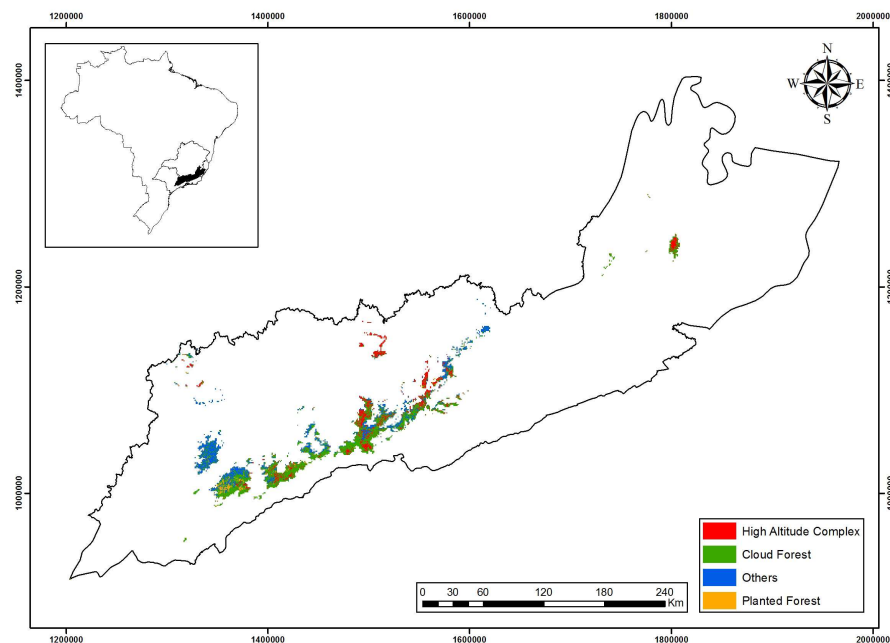 1200000 1400000 1600000 1800000 2000000
1400000
1400000
N
W E
S
1200000
1200000
1000000
1000000
High Altitude Complex
Cloud Forest
Others
Planted Forest
0 30 60 120 180 240
Km
1200000 1400000 1600000 1800000 2000000